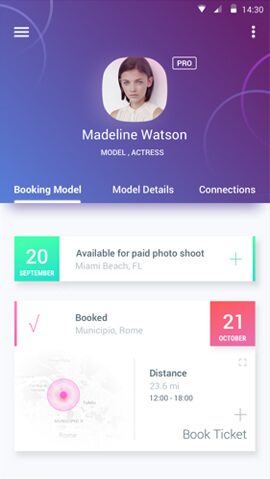 14:30
PRO
Madeline Watson
MODEL , ACTRESS
Booking Model
Model Details
Connections
20
SEPTEMBER
Available for paid photo shoot
Miami Beach, FL
Booked
Municipio, Rome
21
OCTOBER
Distance
23.6 mi
12:00 - 18:00
Rome
Book Ticket